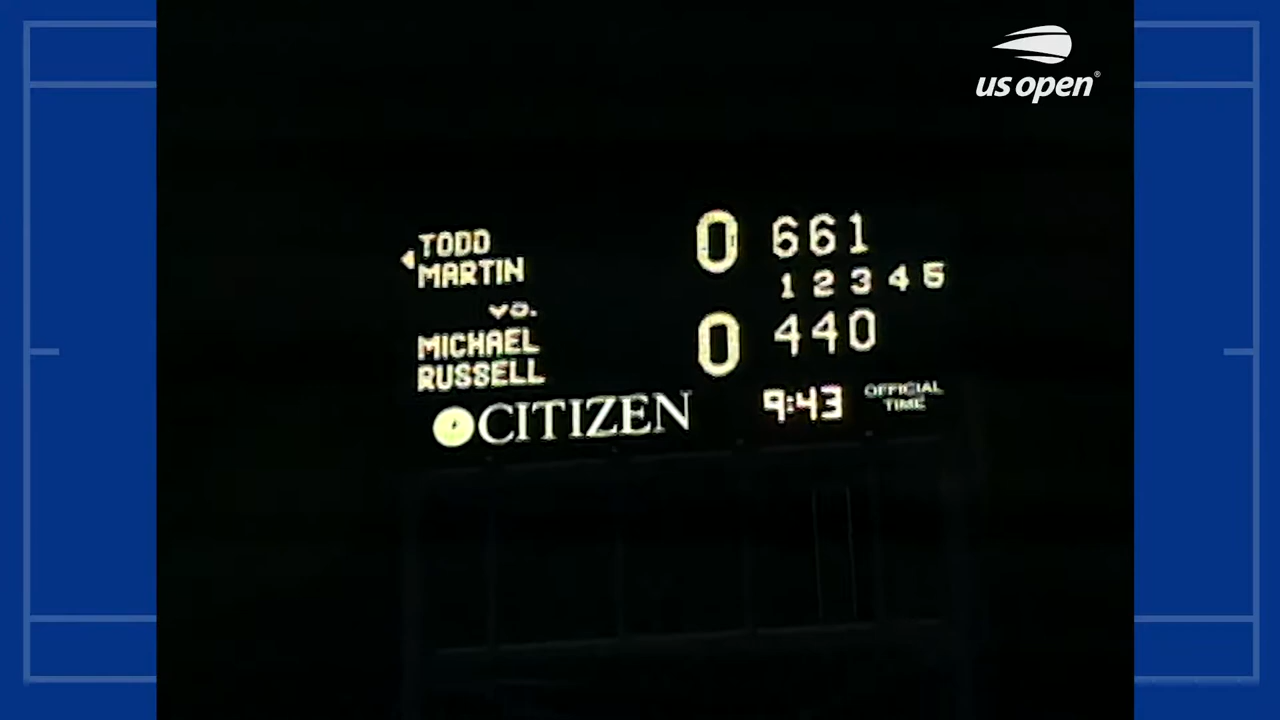 us open®
TODD
MARTIN
0 661
1 2 3 4 5
vs.
MICHAEL
RUSSELL
0 440
CITIZEN 9:43 OFFICIAL
TIME